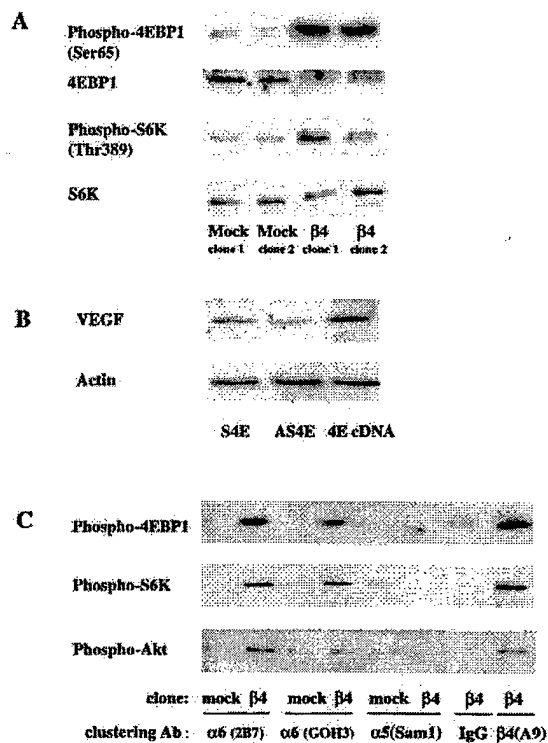 A
Phospho-4EBP1
(Ser65)
4EBP1
Phospho-S6K
(Thr389)
S6K
Mock Mock β4 β4
clone 1 clone 2 clone 1 clone 2
B
VEGF
Actin
S4E AS4E 4E cDNA
C
Phospho-4EBP1
Phospho-S6K
Phospho-Akt
clone: mock β4 mock β4 mock β4 β4 β4
clustering Ab: α6 (2B7) α6 (GOH3) α5(Sam1) IgG β4(A9)